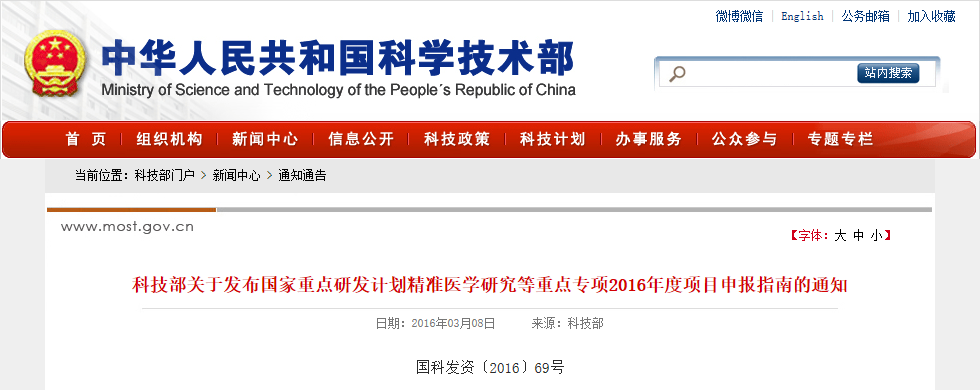 微博微信 | English | 公务邮箱 | 加入收藏
中华人民共和国科学技术部
Ministry of Science and Technology of the People´s Republic of China
站内搜索
首 页 | 组织机构 | 新闻中心 | 信息公开 | 科技政策 | 科技计划 | 办事服务 | 公众参与 | 专题专栏
当前位置：科技部门户 > 新闻中心 > 通知通告
www.most.gov.cn
【字体：大 中 小】
科技部关于发布国家重点研发计划精准医学研究等重点专项2016年度项目申报指南的通知
日期：2016年03月08日 来源：科技部
国科发资〔2016〕69号